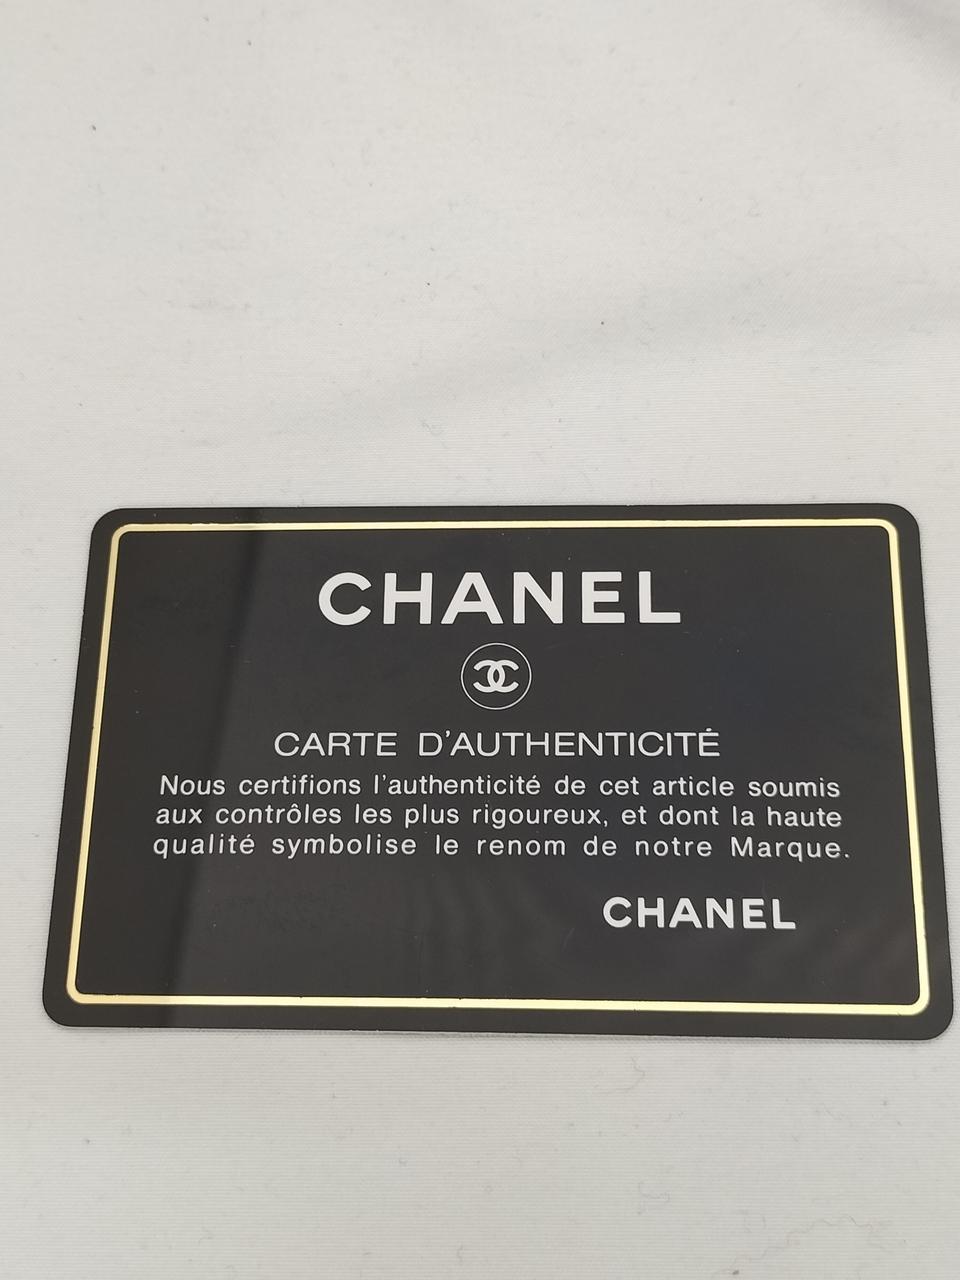 CHANEL
CARTE D'AUTHENTICITÉ
Nous certifions l'authenticité de cet article soumis
aux contrôles les plus rigoureux, et dont la haute
qualité symbolise le renom de notre Marque.
CHANEL